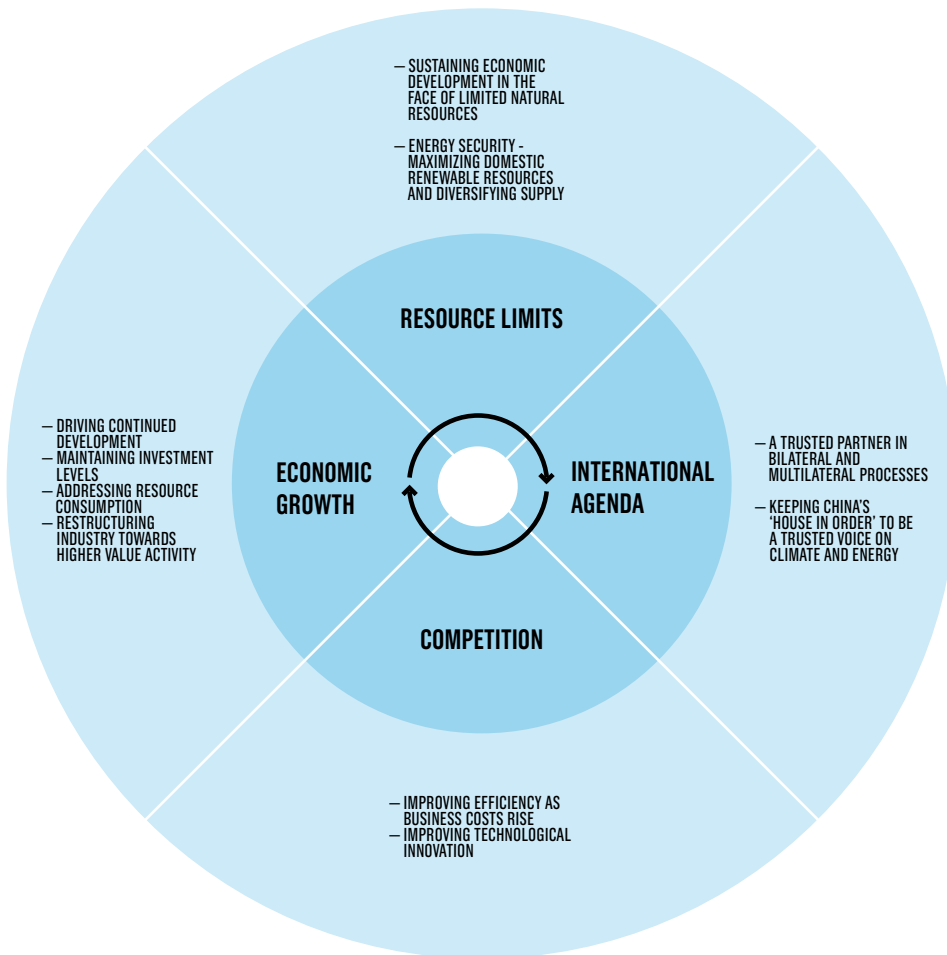 — SUSTAINING ECONOMIC
DEVELOPMENT IN THE
FACE OF LIMITED NATURAL
RESOURCES
— ENERGY SECURITY -
MAXIMIZING DOMESTIC
RENEWABLE RESOURCES
AND DIVERSIFYING SUPPLY
RESOURCE LIMITS
— DRIVING CONTINUED
DEVELOPMENT
— MAINTAINING INVESTMENT
LEVELS
— ADDRESSING RESOURCE
CONSUMPTION
— RESTRUCTURING
INDUSTRY TOWARDS
HIGHER VALUE ACTIVITY
ECONOMIC
GROWTH
INTERNATIONAL
AGENDA
— A TRUSTED PARTNER IN
BILATERAL AND
MULTILATERAL PROCESSES
— KEEPING CHINA’S
‘HOUSE IN ORDER’ TO BE
A TRUSTED VOICE ON
CLIMATE AND ENERGY
COMPETITION
— IMPROVING EFFICIENCY AS
BUSINESS COSTS RISE
— IMPROVING TECHNOLOGICAL
INNOVATION